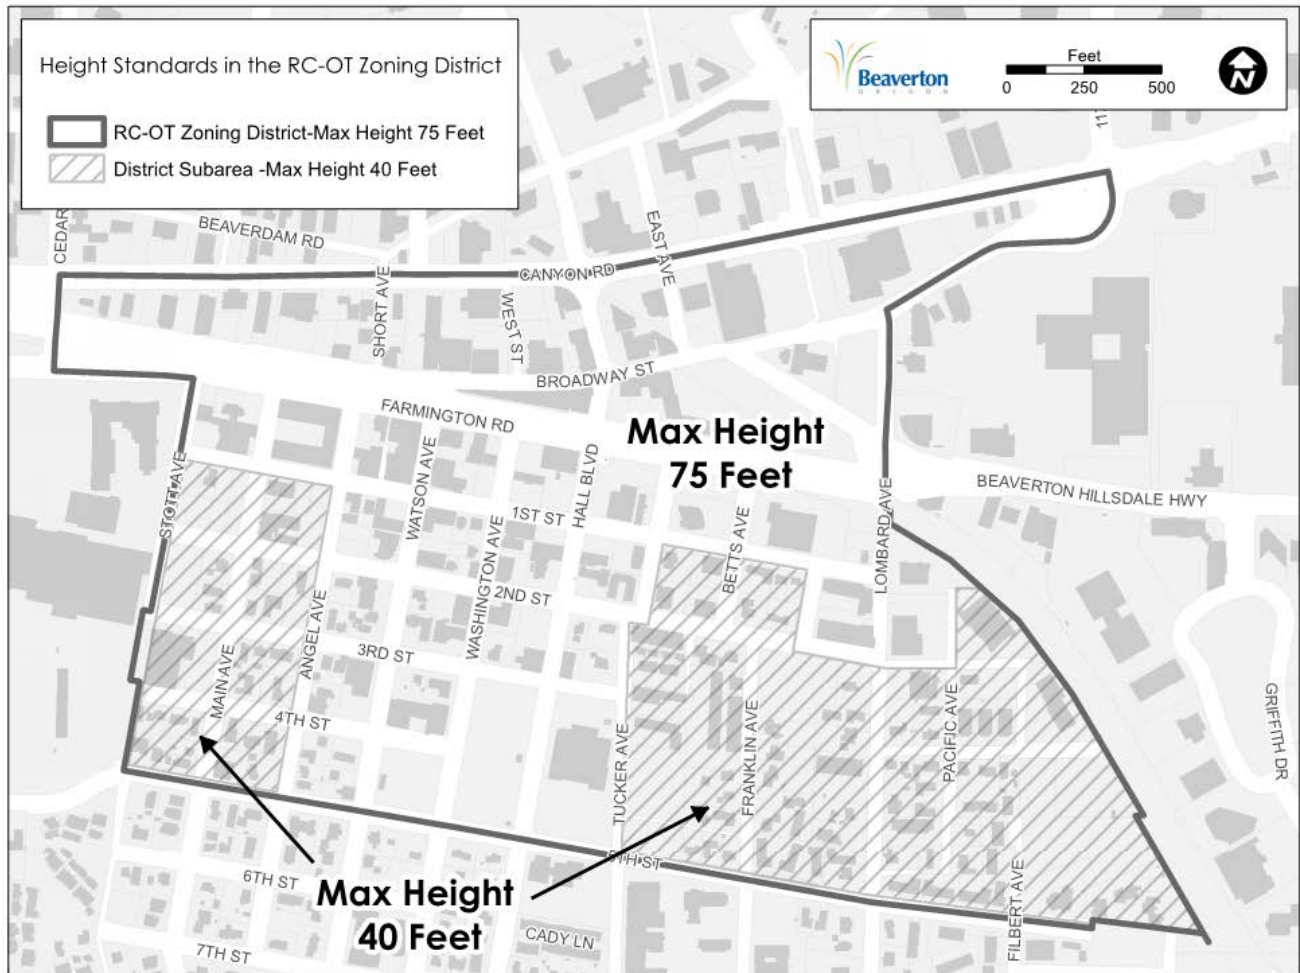 Height Standards in the RC-OT Zoning District
RC-OT Zoning District-Max Height 75 Feet
District Subarea -Max Height 40 Feet
Beaverton
OREGON
Feet
0 250 500
N
CEDAR
BEAVERDAM RD
SHORT AVE
WEST ST
CANYON RD
EAST AVE
BROADWAY ST
FARMINGTON RD
Max Height
75 Feet
BEAVERTON HILLSDALE HWY
STOTT AVE
WATSON AVE
WASHINGTON AVE
HALL BLVD
1ST ST
BETTS AVE
LOMBARD AVE
2ND ST
ANGEL AVE
3RD ST
MAIN AVE
4TH ST
TUCKER AVE
FRANKLIN AVE
PACIFIC AVE
GRIFFITH DR
5TH ST
6TH ST
Max Height
40 Feet
FILBERT AVE
CADY LN
7TH ST